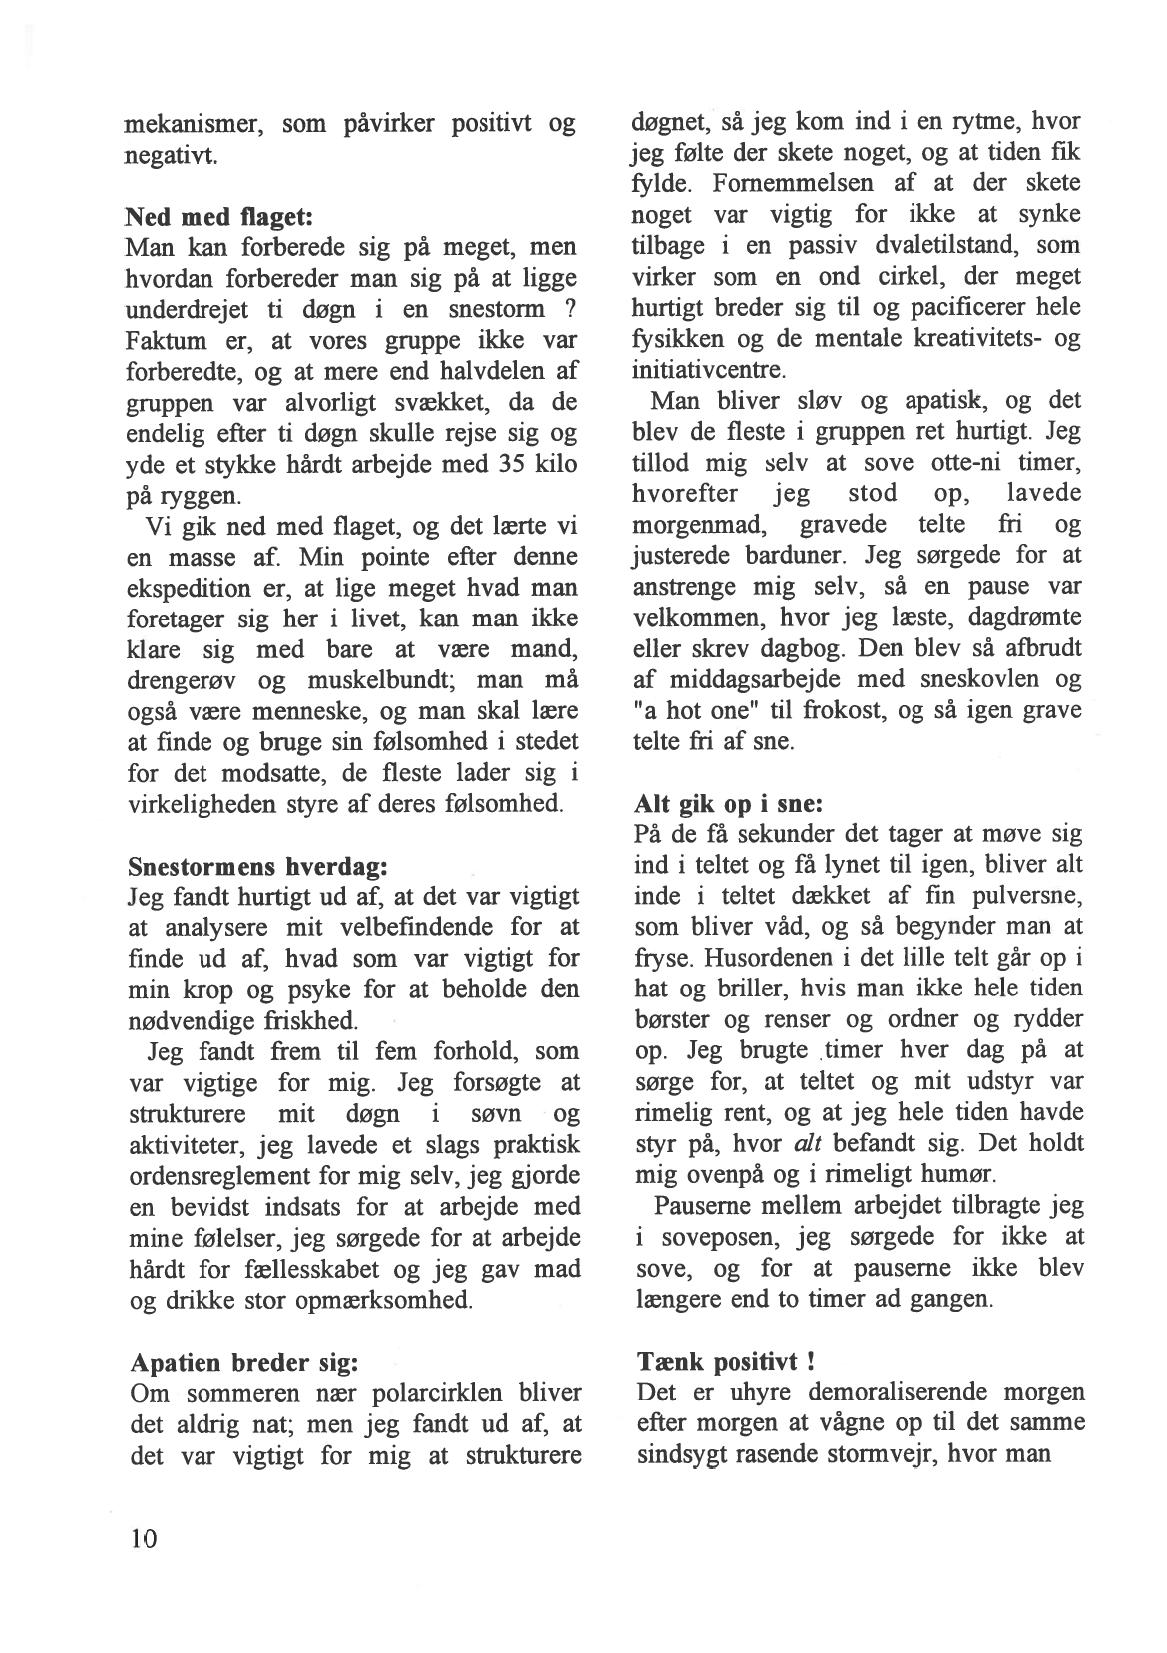 mekanismer, som påvirker positivt og
negativt.
Ned med flaget:
Man kan forberede sig på meget, men
hvordan forbereder man sig på at ligge
underdrejet ti døgn i en snestorm ?
Faktum er, at vores gruppe ikke var
forberedte, og at mere end halvdelen af
gruppen var alvorligt svækket, da de
endelig efter ti døgn skulle rejse sig og
yde et stykke hårdt arbejde med 35 kilo
på ryggen.
Vi gik ned med flaget, og det lærte vi
en masse af. Min pointe efter denne
ekspedition er, at lige meget hvad man
foretager sig her i livet, kan man ikke
klare sig med bare at være mand,
drengerøv og muskelbundt; man må
også være menneske, og man skal lære
at finde og bruge sin følsomhed i stedet
for det modsatte, de fleste lader sig i
virkeligheden styre af deres følsomhed.
Snestormens hverdag:
Jeg fandt hurtigt ud af, at det var vigtigt
at analysere mit velbefindende for at
finde ud af, hvad som var vigtigt for
min krop og psyke for at beholde den
nødvendige friskhed.
Jeg fandt frem til fem forhold, som
var vigtige for mig. Jeg forsøgte at
strukturere mit døgn i søvn og
aktiviteter, jeg lavede et slags praktisk
ordensreglement for mig selv, jeg gjorde
en bevidst indsats for at arbejde med
mine følelser, jeg sørgede for at arbejde
hårdt for fællesskabet og jeg gav mad
og drikke stor opmærksomhed.
Apatien breder sig:
Om sommeren nær polarcirklen bliver
det aldrig nat; men jeg fandt ud af, at
det var vigtigt for mig at strukturere
døgnet, så jeg kom ind i en rytme, hvor
jeg følte der skete noget, og at tiden fik
fylde. Fornemmelsen af at der skete
noget var vigtig for ikke at synke
tilbage i en passiv dvaletilstand, som
virker som en ond cirkel, der meget
hurtigt breder sig til og pacificerer hele
fysikken og de mentale kreativitets- og
initiativcentre.
Man bliver sløv og apatisk, og det
blev de fleste i gruppen ret hurtigt. Jeg
tillod mig selv at sove otte-ni timer,
hvorefter jeg stod op, lavede
morgenmad, gravede telte fri og
justerede barduner. Jeg sørgede for at
anstrenge mig selv, så en pause var
velkommen, hvor jeg læste, dagdrømte
eller skrev dagbog. Den blev så afbrudt
af middagsarbejde med sneskovlen og
"a hot one" til frokost, og så igen grave
telte fri af sne.
Alt gik op i sne:
På de få sekunder det tager at møve sig
ind i teltet og få lynet til igen, bliver alt
inde i teltet dækket af fin pulversne,
som bliver våd, og så begynder man at
fryse. Husordenen i det lille telt går op i
hat og briller, hvis man ikke hele tiden
børster og renser og ordner og rydder
op. Jeg brugte timer hver dag på at
sørge for, at teltet og mit udstyr var
rimelig rent, og at jeg hele tiden havde
styr på, hvor alt befandt sig. Det holdt
mig ovenpå og i rimeligt humør.
Pauserne mellem arbejdet tilbragte jeg
i soveposen, jeg sørgede for ikke at
sove, og for at pauserne ikke blev
længere end to timer ad gangen.
Tænk positivt !
Det er uhyre demoraliserende morgen
efter morgen at vågne op til det samme
sindsygt rasende stormvejr, hvor man
10